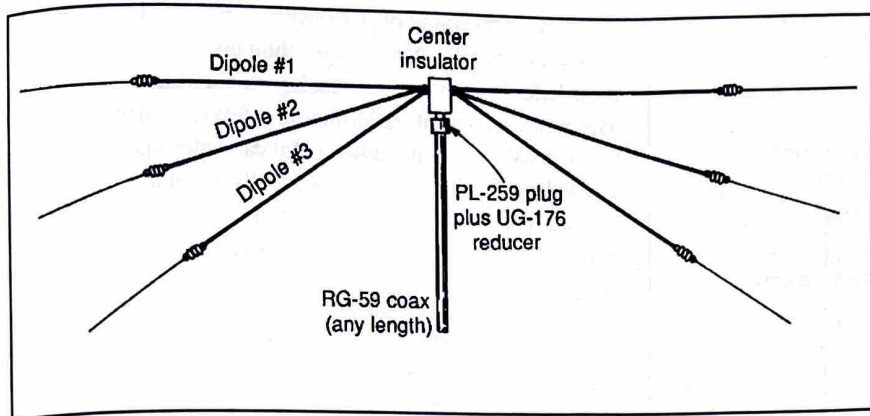 Center
insulator
Dipole #1
Dipole #2
Dipole #3
PL-259 plug
plus UG-176
reducer
RG-59 coax
(any length)